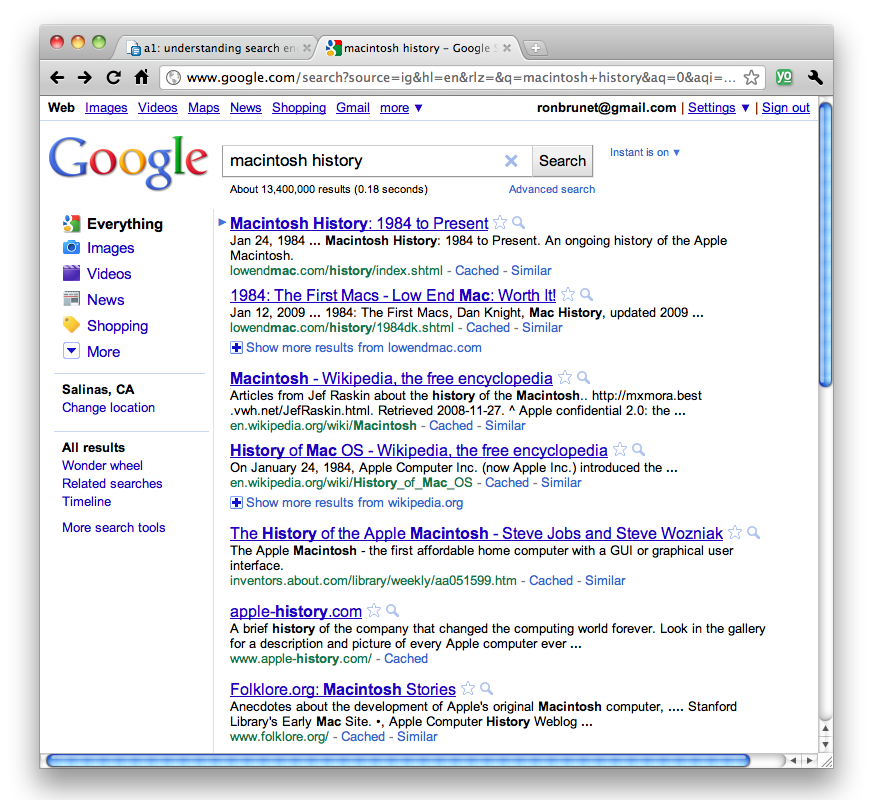 a1: understanding search en
macintosh history – Google S
www.google.com/search?source=ig&hl=en&rlz=&q=macintosh+history&aq=0&aqi=...
yo
Web Images Videos Maps News Shopping Gmail more ▼
ronbrunet@gmail.com | Settings ▼ | Sign out
Google
macintosh history
Search
Instant is on ▼
About 13,400,000 results (0.18 seconds)
Advanced search
Everything
Images
Videos
News
Shopping
More
Salinas, CA
Change location
All results
Wonder wheel
Related searches
Timeline
More search tools
Macintosh History: 1984 to Present
Jan 24, 1984 ... Macintosh History: 1984 to Present. An ongoing history of the Apple
Macintosh.
lowendmac.com/history/index.shtml - Cached - Similar
1984: The First Macs - Low End Mac: Worth It!
Jan 12, 2009 ... 1984: The First Macs, Dan Knight, Mac History, updated 2009 ...
lowendmac.com/history/1984dk.shtml - Cached - Similar
Show more results from lowendmac.com
Macintosh - Wikipedia, the free encyclopedia
Articles from Jef Raskin about the history of the Macintosh.. http://mxmora.best
.vwh.net/JefRaskin.html. Retrieved 2008-11-27. ^ Apple confidential 2.0: the ...
en.wikipedia.org/wiki/Macintosh - Cached - Similar
History of Mac OS - Wikipedia, the free encyclopedia
On January 24, 1984, Apple Computer Inc. (now Apple Inc.) introduced the ...
en.wikipedia.org/wiki/History_of_Mac_OS - Cached - Similar
Show more results from wikipedia.org
The History of the Apple Macintosh - Steve Jobs and Steve Wozniak
The Apple Macintosh - the first affordable home computer with a GUI or graphical user
interface.
inventors.about.com/library/weekly/aa051599.htm - Cached - Similar
apple-history.com
A brief history of the company that changed the computing world forever. Look in the gallery
for a description and picture of every Apple computer ever ...
www.apple-history.com/ - Cached
Folklore.org: Macintosh Stories
Anecdotes about the development of Apple's original Macintosh computer, .... Stanford
Library's Early Mac Site. •, Apple Computer History Weblog ...
www.folklore.org/ - Cached - Similar